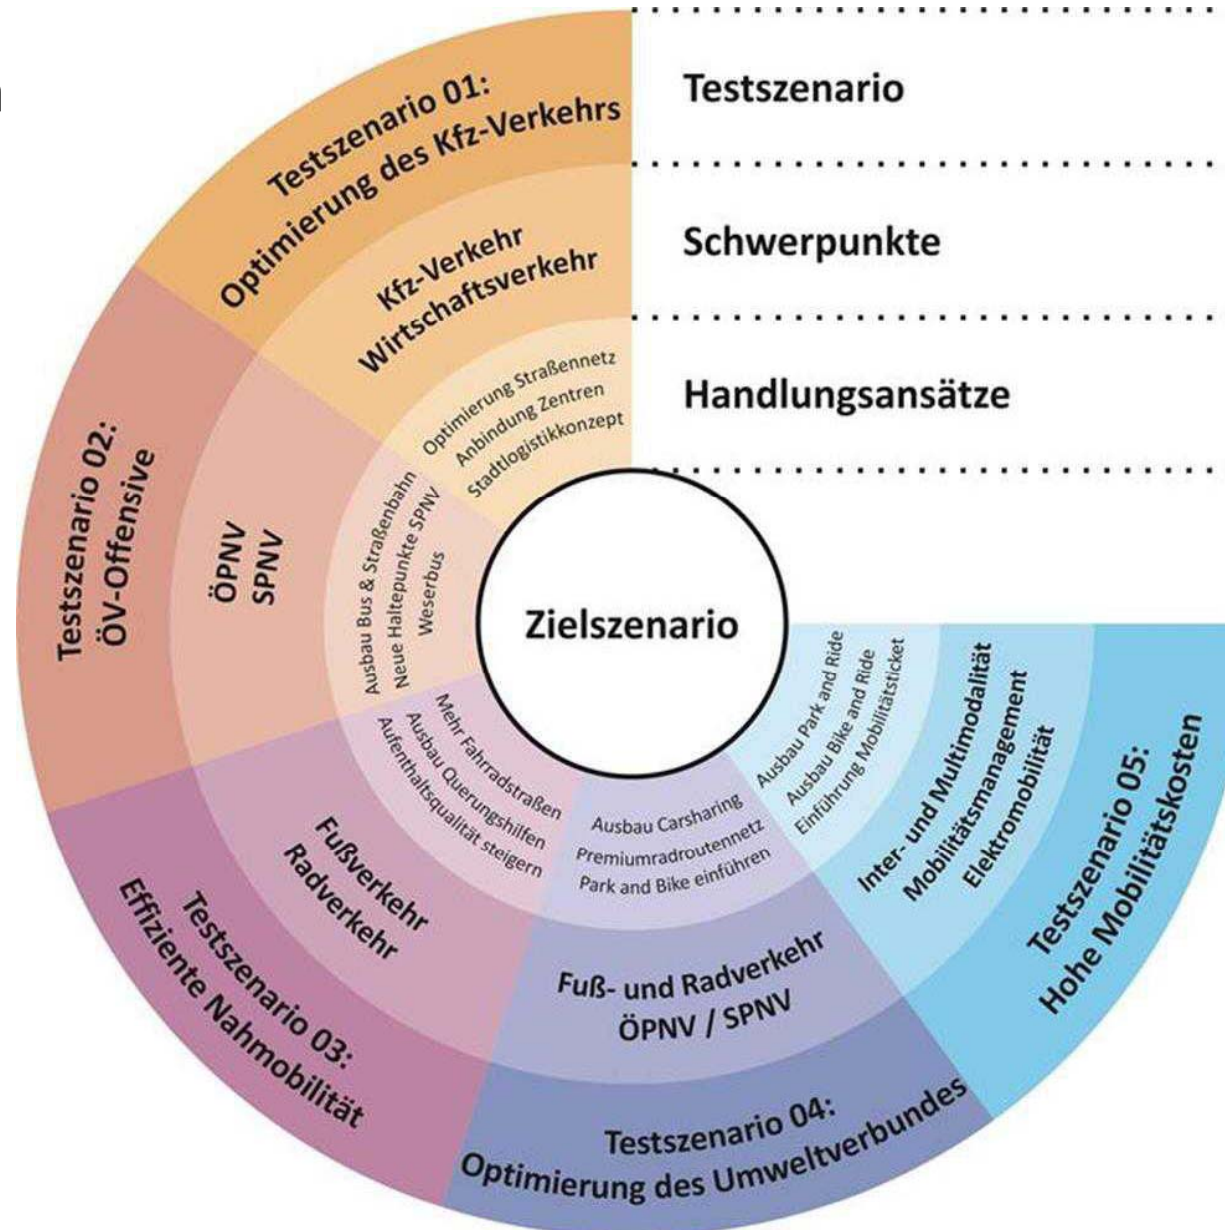 Testszenario
Schwerpunkte
Handlungsansätze
Testszenario 01:
Optimierung des Kfz-Verkehrs
Kfz-Verkehr
Wirtschaftsverkehr
Optimierung Straßennetz
Anbindung Zentren
Stadtlogistikkonzept
Testszenario 02:
ÖV-Offensive
ÖPNV
SPNV
Ausbau Bus & Straßenbahn
Neue Haltepunkte SPNV
Weserbus
Testszenario 03:
Effiziente Nahmobilität
Fußverkehr
Radverkehr
Mehr Fahrradstraßen
Ausbau Querungshilfen
Aufenthaltsqualität steigern
Testszenario 04:
Optimierung des Umweltverbundes
Fuß- und Radverkehr
ÖPNV / SPNV
Ausbau Carsharing
Premiumradroutennetz
Park and Bike einführen
Testszenario 05:
Hohe Mobilitätskosten
Inter- und Multimodalität
Mobilitätsmanagement
Elektromobilität
Ausbau Park and Ride
Ausbau Bike and Ride
Einführung Mobilitätsticket
Zielszenario